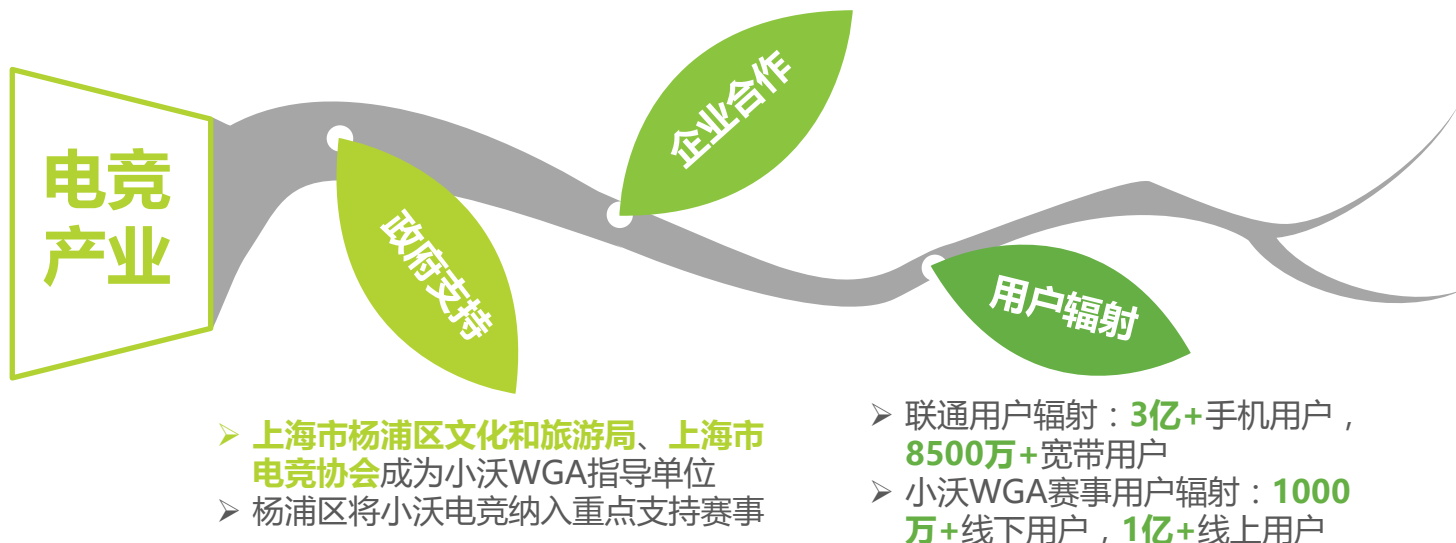 电竞
产业
政府支持
企业合作
用户辐射
➢ 上海市杨浦区文化和旅游局、上海市
电竞协会成为小沃WGA指导单位
➢ 杨浦区将小沃电竞纳入重点支持赛事
➢ 联通用户辐射：3亿+手机用户，
8500万+宽带用户
➢ 小沃WGA赛事用户辐射：1000
万+线下用户，1亿+线上用户